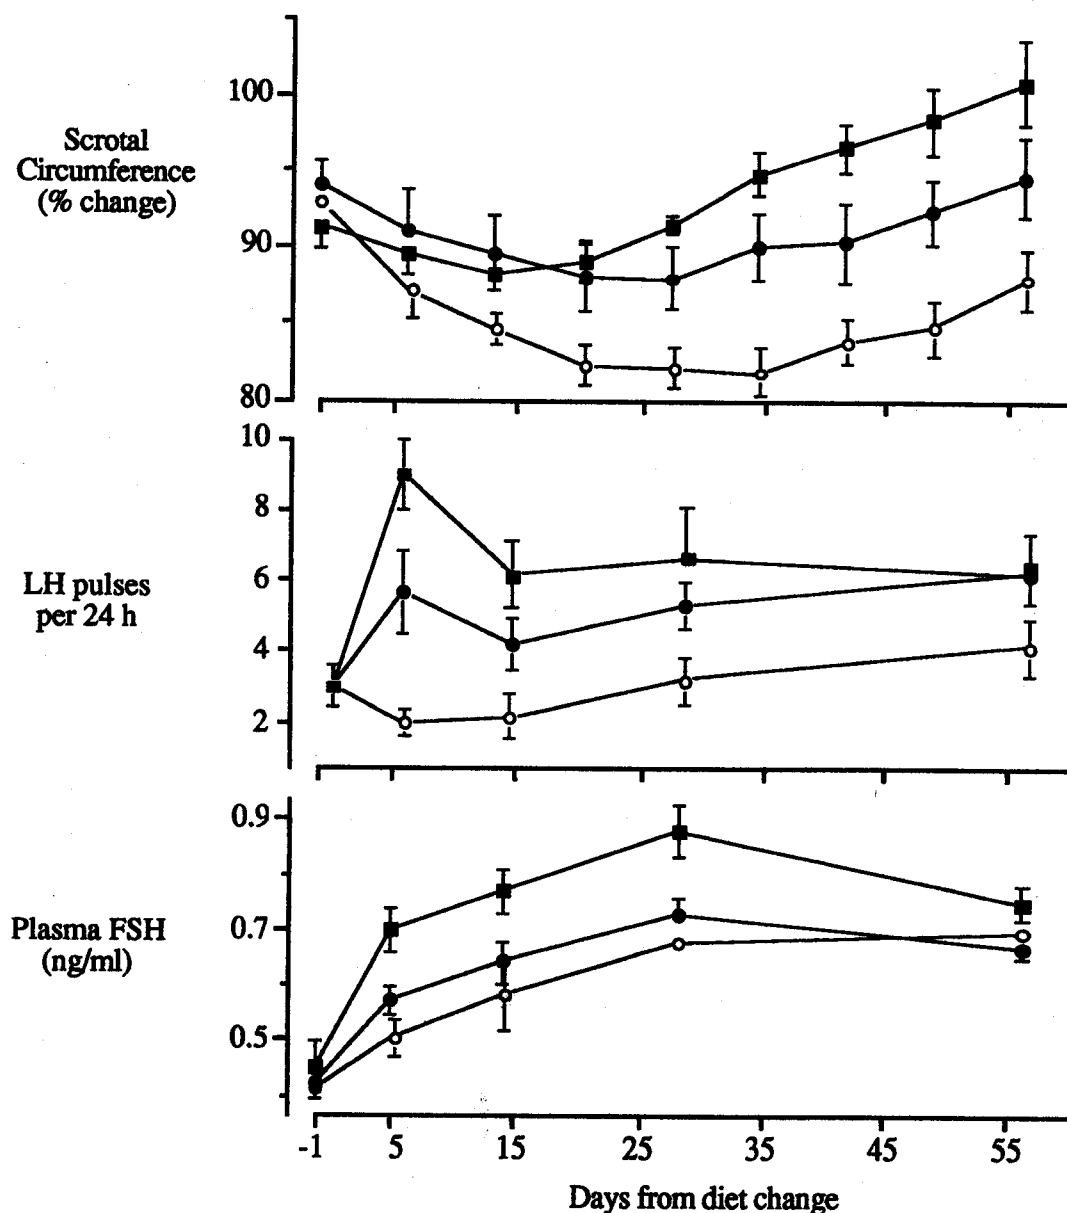 100
Scrotal
Circumference
(% change)
90
80
10
8
LH pulses
per 24 h
6
4
2
0.9
Plasma FSH
(ng/ml)
0.7
0.5
-1 5 15 25 35 45 55
Days from diet change